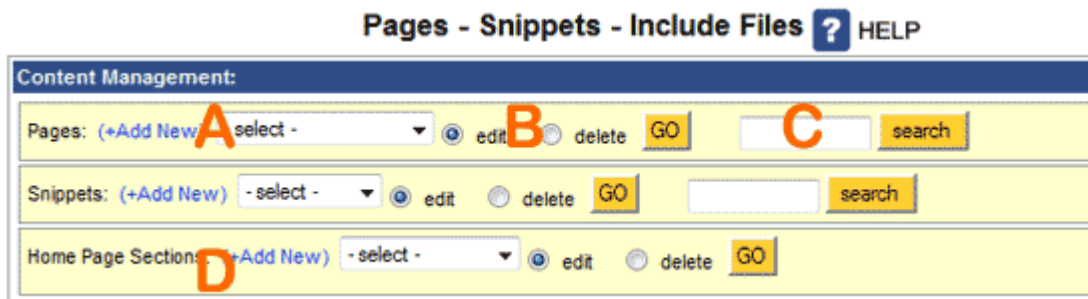 Pages - Snippets - Include Files ? HELP
Content Management:
Pages: (+Add New) A select - edit B delete GO C search
Snippets: (+Add New) - select - edit delete GO search
Home Page Sections: D (+Add New) - select - edit delete GO